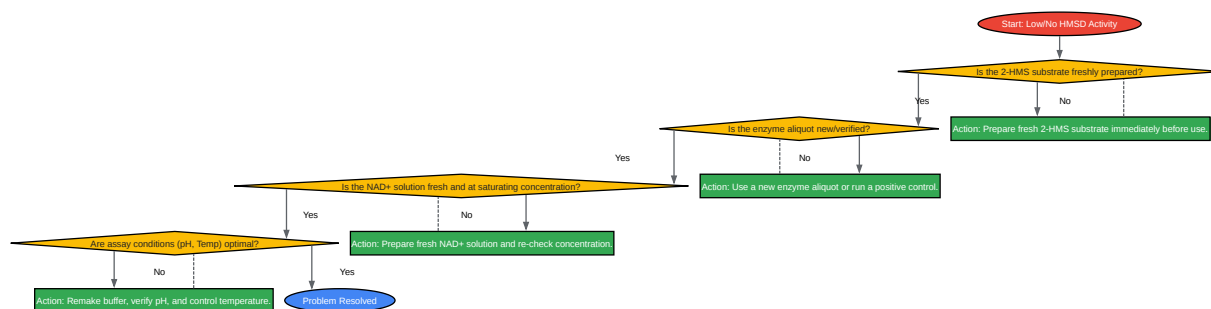 Start: Low/No HMSD Activity
Is the 2-HMS substrate freshly prepared?
Yes
No
Is the enzyme aliquot new/verified?
Action: Prepare fresh 2-HMS substrate immediately before use.
Yes
No
Is the NAD+ solution fresh and at saturating concentration?
Action: Use a new enzyme aliquot or run a positive control.
Yes
No
Are assay conditions (pH, Temp) optimal?
Action: Prepare fresh NAD+ solution and re-check concentration.
No
Yes
Action: Remake buffer, verify pH, and control temperature.
Problem Resolved